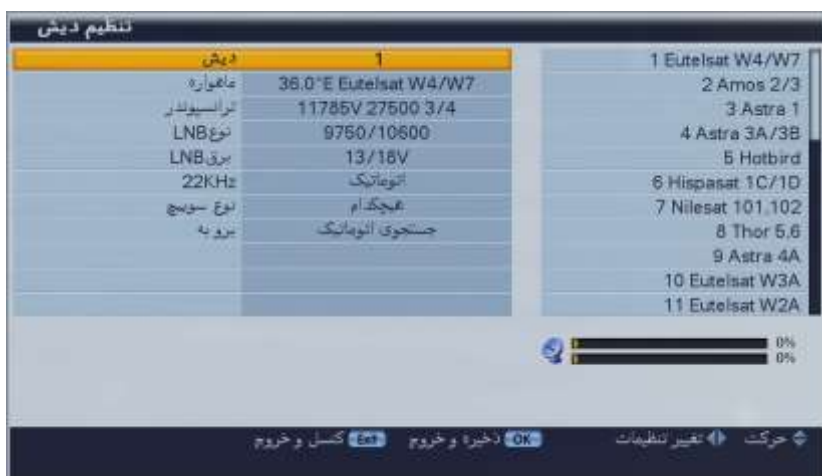 تنظیم دیش
دیش 1
ماهواره 36.0°E Eutelsat W4/W7
ترانسپوندر 11785V 27500 3/4
نوع LNB 9750/10600
برق LNB 13/18V
22KHz اتوماتیک
نوع سوییچ هیچکدام
برو به جستجوی اتوماتیک
1 Eutelsat W4/W7
2 Amos 2/3
3 Astra 1
4 Astra 3A/3B
5 Hotbird
6 Hispasat 1C/1D
7 Nilesat 101,102
8 Thor 5,6
9 Astra 4A
10 Eutelsat W3A
11 Eutelsat W2A
0%
0%
حرکت تغییر تنظیمات OK ذخیره و خروج Exit کنسل و خروج